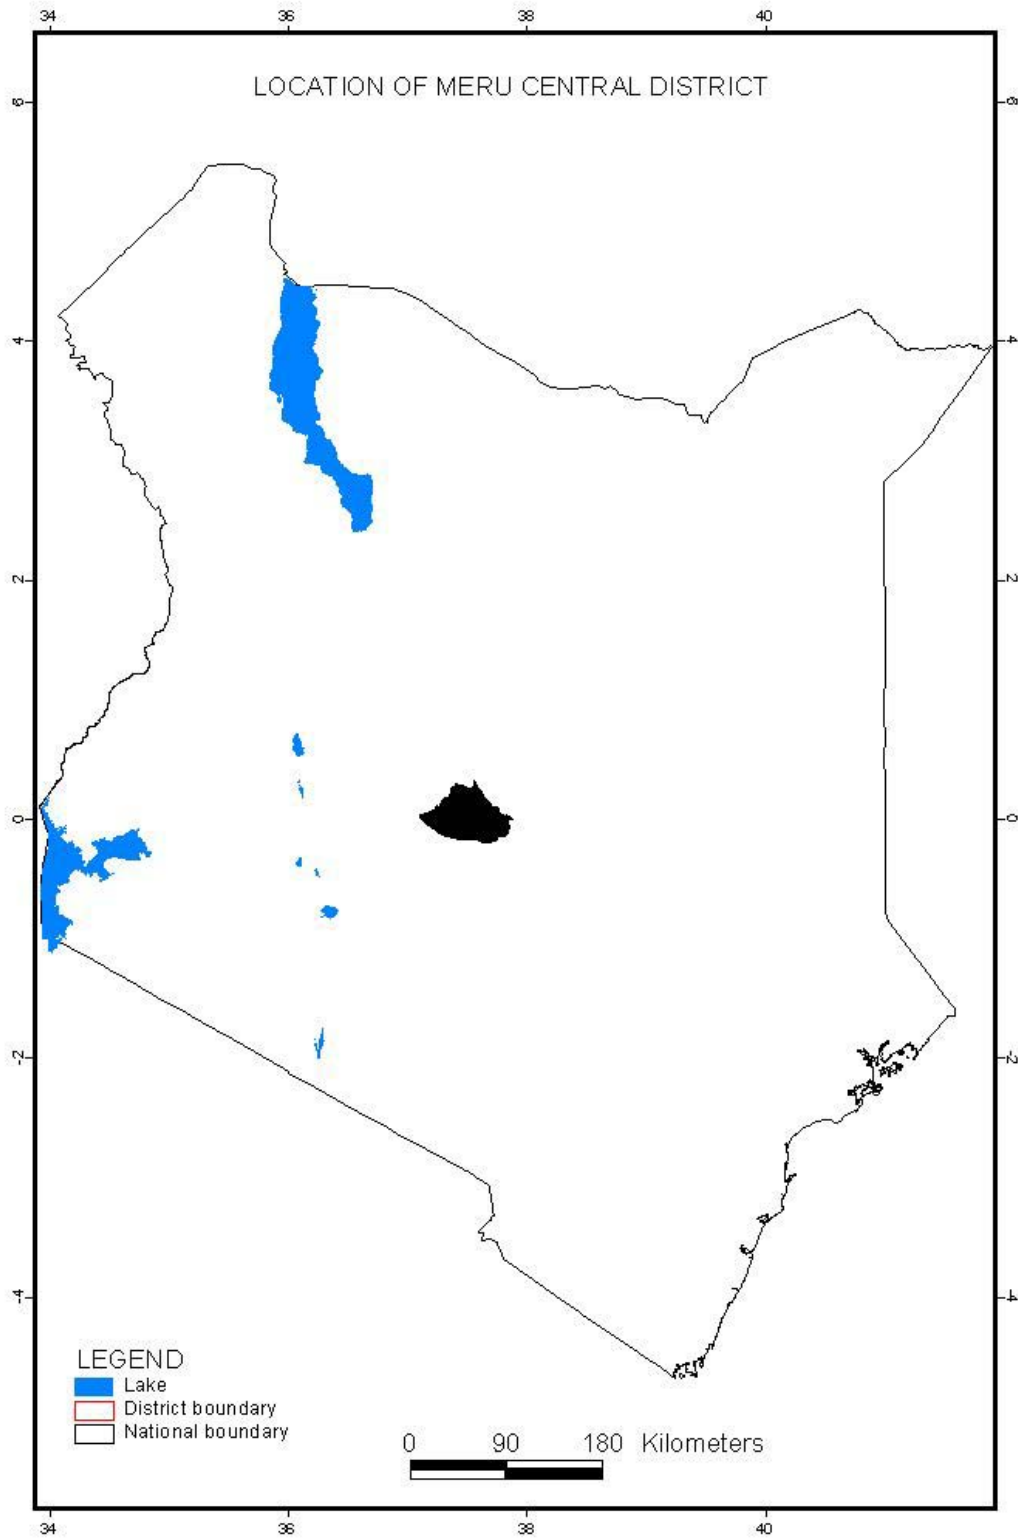 34 36 38 40
LOCATION OF MERU CENTRAL DISTRICT
6 6
4 4
2 2
0 0
-2 -2
-4 -4
LEGEND
Lake
District boundary
National boundary
0 90 180 Kilometers
34 36 38 40